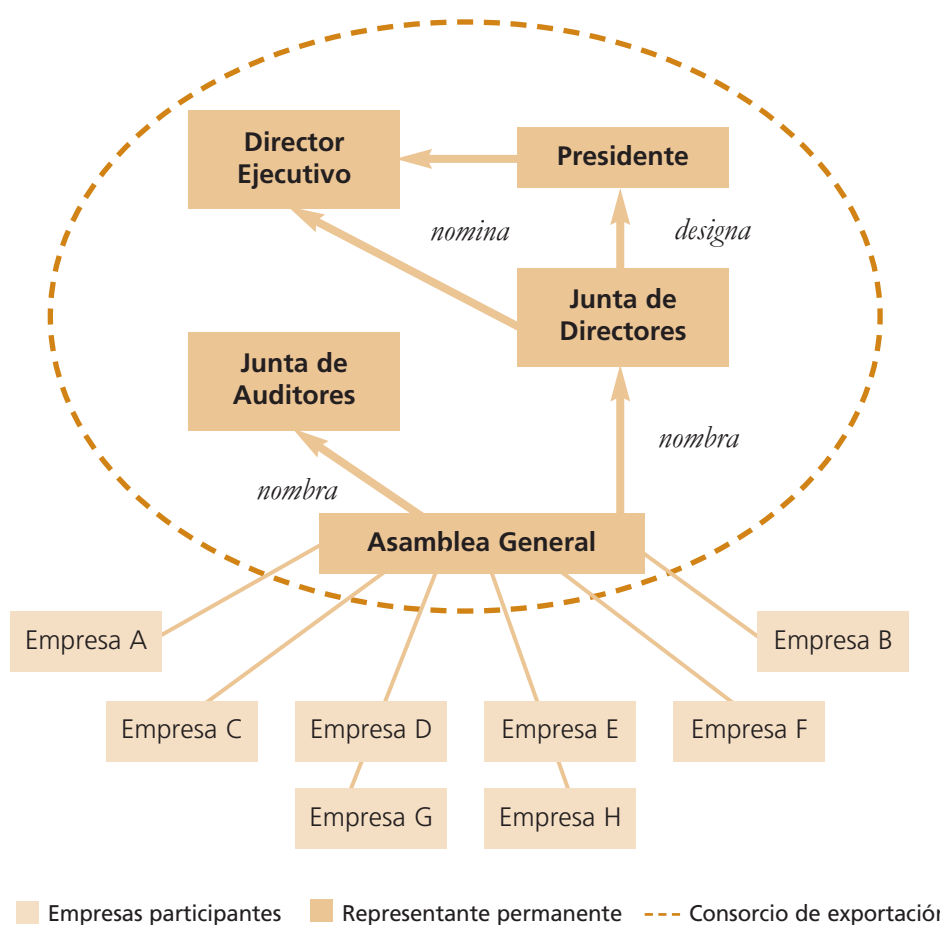 Director
Ejecutivo
Presidente
nomina
designa
Junta de
Directores
Junta de
Auditores
nombra
nombra
Asamblea General
Empresa A
Empresa B
Empresa C
Empresa D
Empresa E
Empresa F
Empresa G
Empresa H
Empresas participantes
Representante permanente
Consorcio de exportación